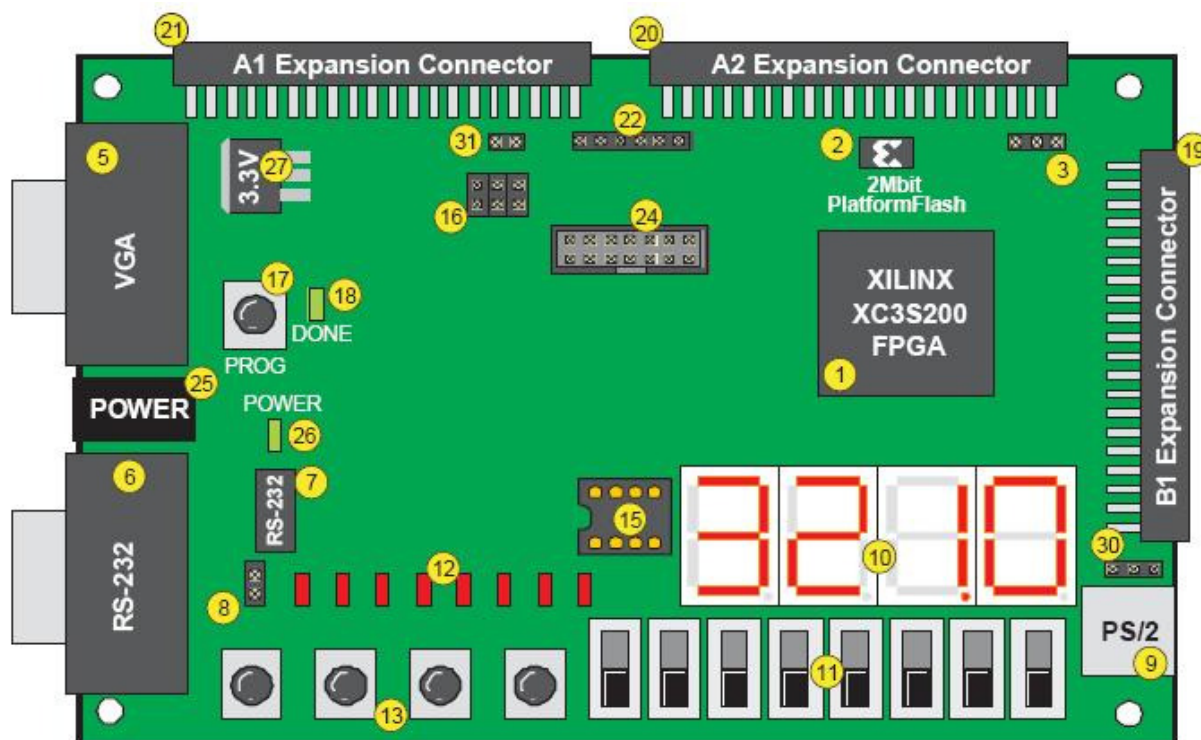 21
A1 Expansion Connector
20
A2 Expansion Connector
5
VGA
27
3.3V
31
22
2
2Mbit
PlatformFlash
3
19
B1 Expansion Connector
16
24
17
PROG
18
DONE
XILINX
XC3S200
FPGA
1
25
POWER
POWER
26
6
RS-232
7
RS-232
8
12
15
3210
10
30
PS/2
9
13
11